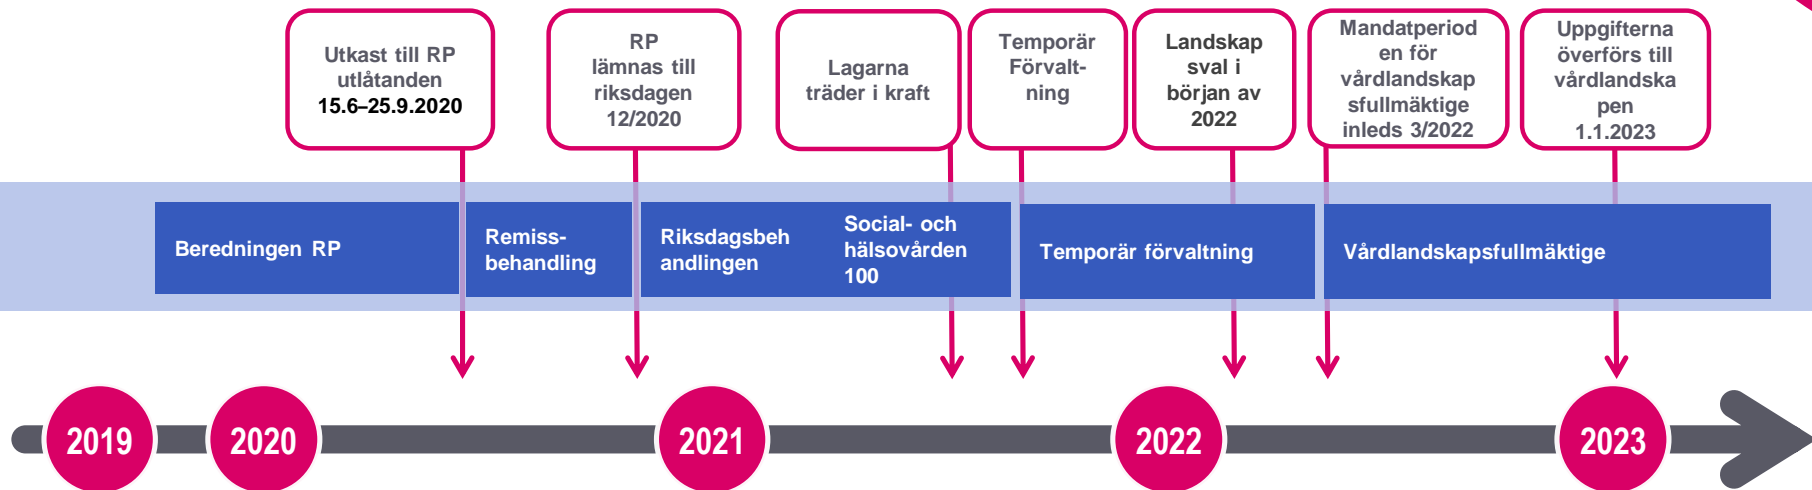 Utkast till RP
utlåtanden
15.6–25.9.2020
RP
lämnas till
riksdagen
12/2020
Lagarna
träder i kraft
Temporär
Förvalt-
ning
Landskap
sval i
början av
2022
Mandatperiod
en för
vårdlandskap
sfullmäktige
inleds 3/2022
Uppgifterna
överförs till
vårdlandska
pen
1.1.2023
Beredningen RP
Remiss-
behandling
Riksdagsbeh
andlingen
Social- och
hälsovården
100
Temporär förvaltning
Vårdlandskapsfullmäktige
2019
2020
2021
2022
2023